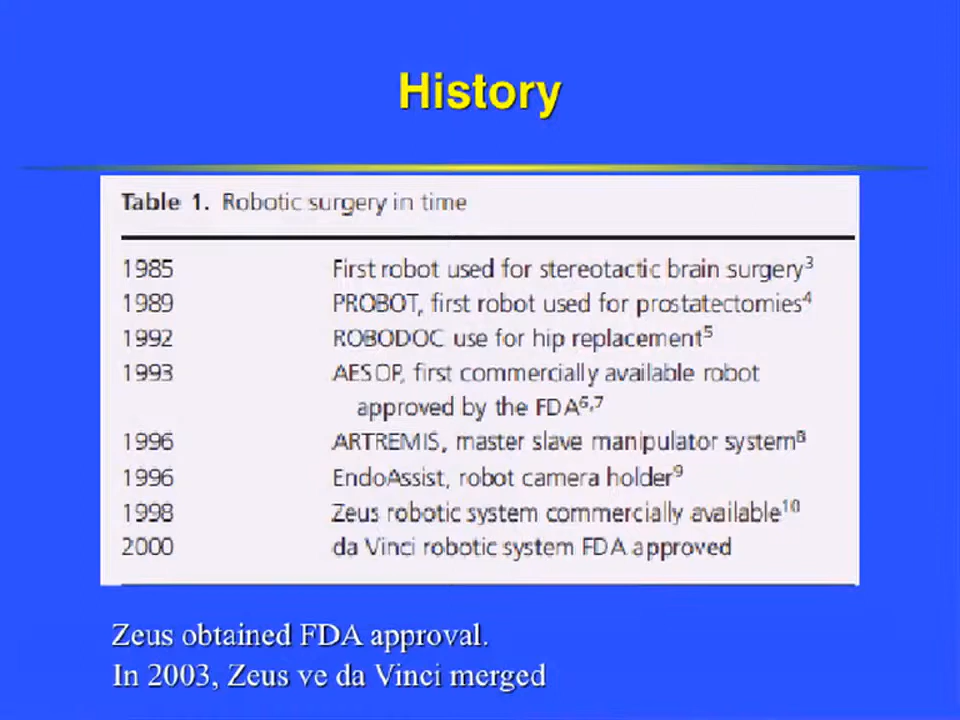 History
Table 1. Robotic surgery in time
1985 First robot used for stereotactic brain surgery³
1989 PROBOT, first robot used for prostatectomies⁴
1992 ROBODOC use for hip replacement⁵
1993 AESOP, first commercially available robot
approved by the FDA⁶,⁷
1996 ARTREMIS, master slave manipulator system⁸
1996 EndoAssist, robot camera holder⁹
1998 Zeus robotic system commercially available¹⁰
2000 da Vinci robotic system FDA approved
Zeus obtained FDA approval.
In 2003, Zeus ve da Vinci merged